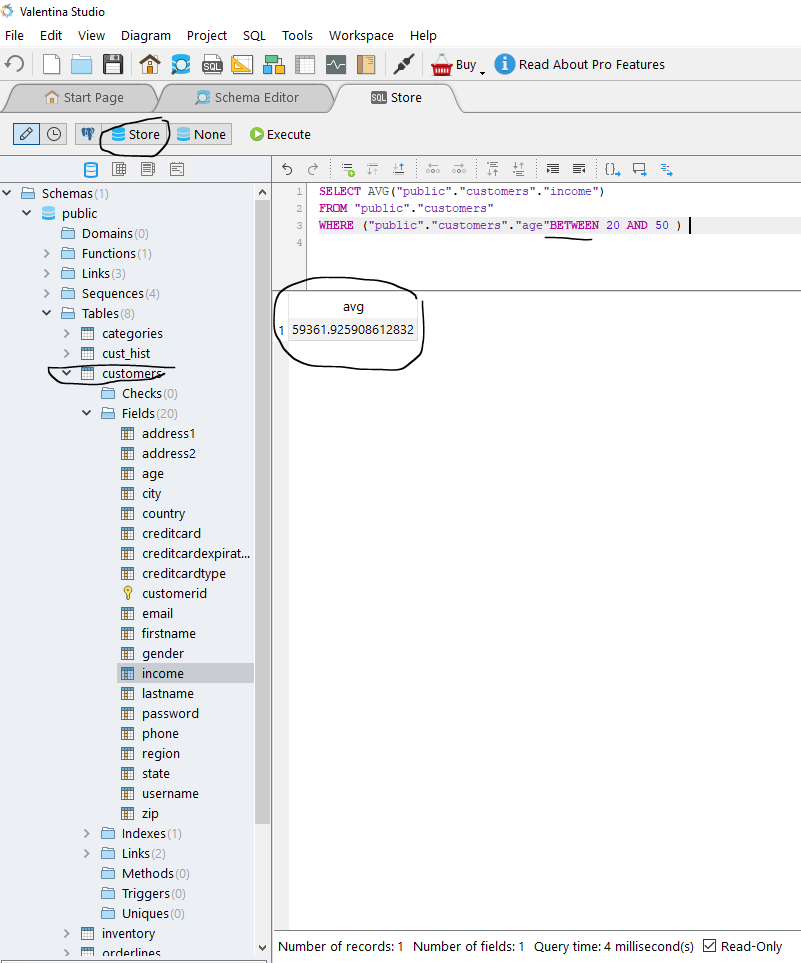 Valentina Studio
File Edit View Diagram Project SQL Tools Workspace Help
SQL Buy Read About Pro Features
Start Page Schema Editor SQL Store
Store None Execute
Schemas (1)
public
Domains (0)
Functions (1)
Links (3)
Sequences (4)
Tables (8)
categories
cust_hist
customers
Checks (0)
Fields (20)
address1
address2
age
city
country
creditcard
creditcardexpirat...
creditcardtype
customerid
email
firstname
gender
income
lastname
password
phone
region
state
username
zip
Indexes (1)
Links (2)
Methods (0)
Triggers (0)
Uniques (0)
inventory
orderlines
1 SELECT AVG("public"."customers"."income")
2 FROM "public"."customers"
3 WHERE ("public"."customers"."age"BETWEEN 20 AND 50 )
4
avg
1 59361.925908612832
Number of records: 1 Number of fields: 1 Query time: 4 millisecond(s) Read-Only